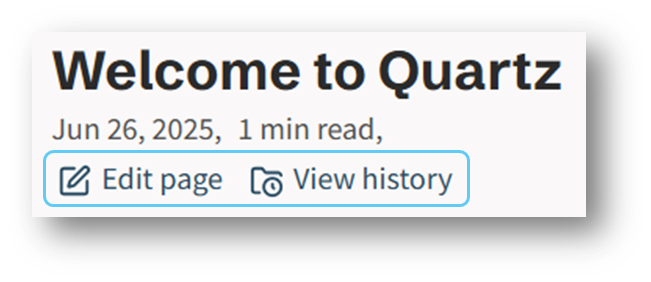 Welcome to Quartz
Jun 26, 2025, 1 min read,
Edit page View history